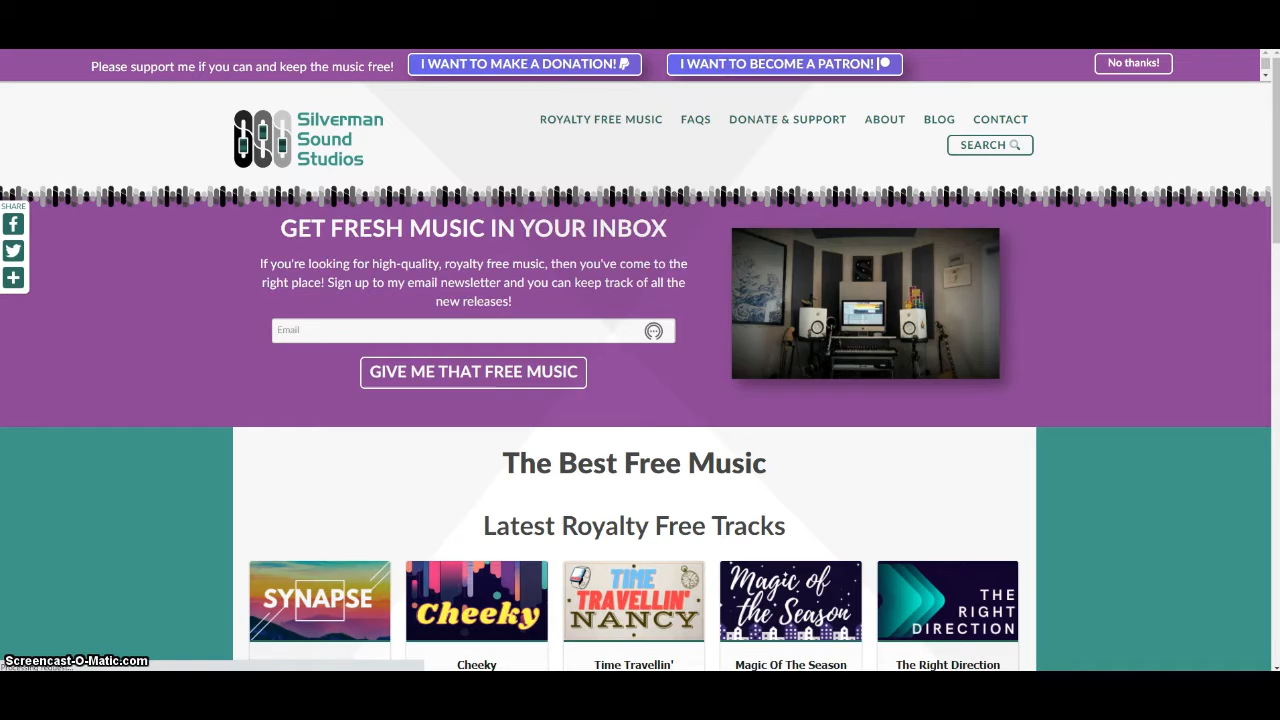 Please support me if you can and keep the music free!
I WANT TO MAKE A DONATION!
I WANT TO BECOME A PATRON!
No thanks!
Silverman
Sound
Studios
ROYALTY FREE MUSIC
FAQS
DONATE & SUPPORT
ABOUT
BLOG
CONTACT
SEARCH
SHARE
GET FRESH MUSIC IN YOUR INBOX
If you're looking for high-quality, royalty free music, then you've come to the
right place! Sign up to my email newsletter and you can keep track of all the
new releases!
Email
GIVE ME THAT FREE MUSIC
The Best Free Music
Latest Royalty Free Tracks
SYNAPSE
Cheeky
TIME
TRAVELLIN'
NANCY
Magic of
the Season
THE
RIGHT
DIRECTION
Cheeky
Time Travellin'
Magic Of The Season
The Right Direction
Screencast-O-Matic.com